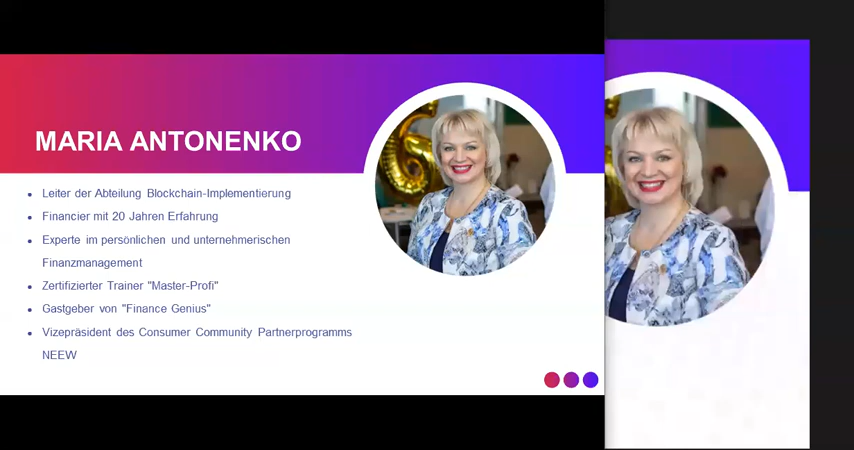 MARIA ANTONENKO
Leiter der Abteilung Blockchain-Implementierung
Financier mit 20 Jahren Erfahrung
Experte im persönlichen und unternehmerischen
Finanzmanagement
Zertifizierter Trainer "Master-Profi"
Gastgeber von "Finance Genius"
Vizepräsident des Consumer Community Partnerprogramms
NEEW